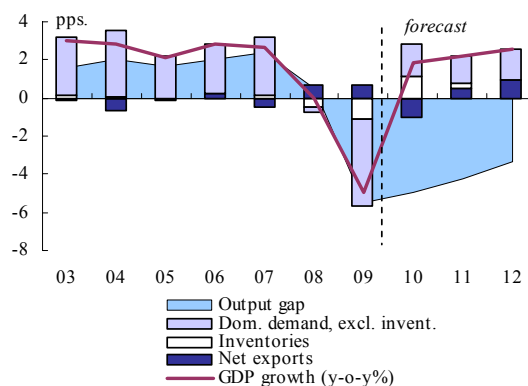 pps.
forecast
4
2
0
-2
-4
-6
-8
03 04 05 06 07 08 09 10 11 12
Output gap
Dom. demand, excl. invent.
Inventories
Net exports
GDP growth (y-o-y%)